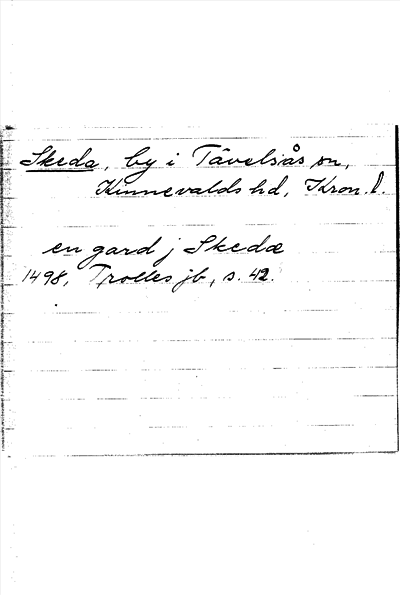 Skeda, by i Tävelsås sn,
Kinnevalds hd, Kron. l.
en gard j Skedæ
1498, Trolles jb, s. 42.